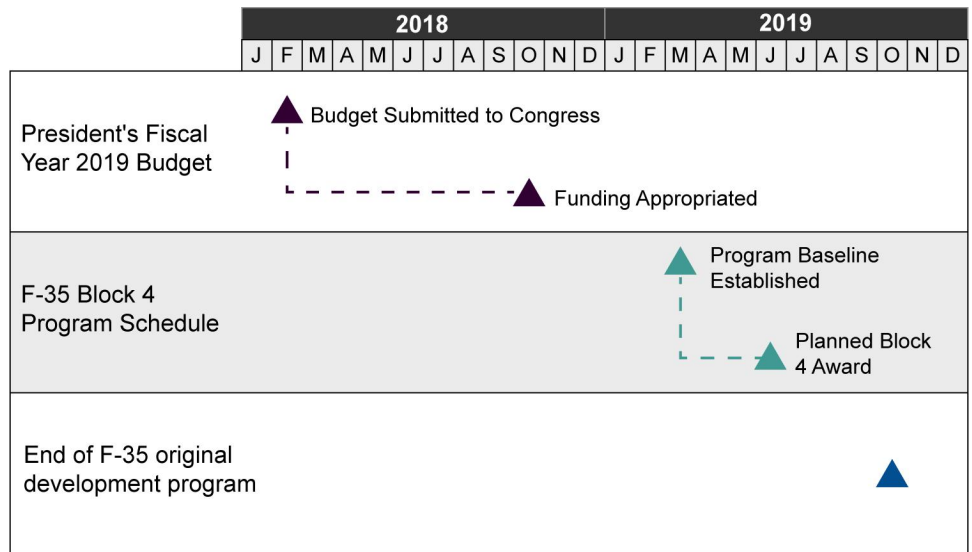 2018 2019
J F M A M J J A S O N D J F M A M J J A S O N D
President's Fiscal
Year 2019 Budget
Budget Submitted to Congress
Funding Appropriated
F-35 Block 4
Program Schedule
Program Baseline
Established
Planned Block
4 Award
End of F-35 original
development program